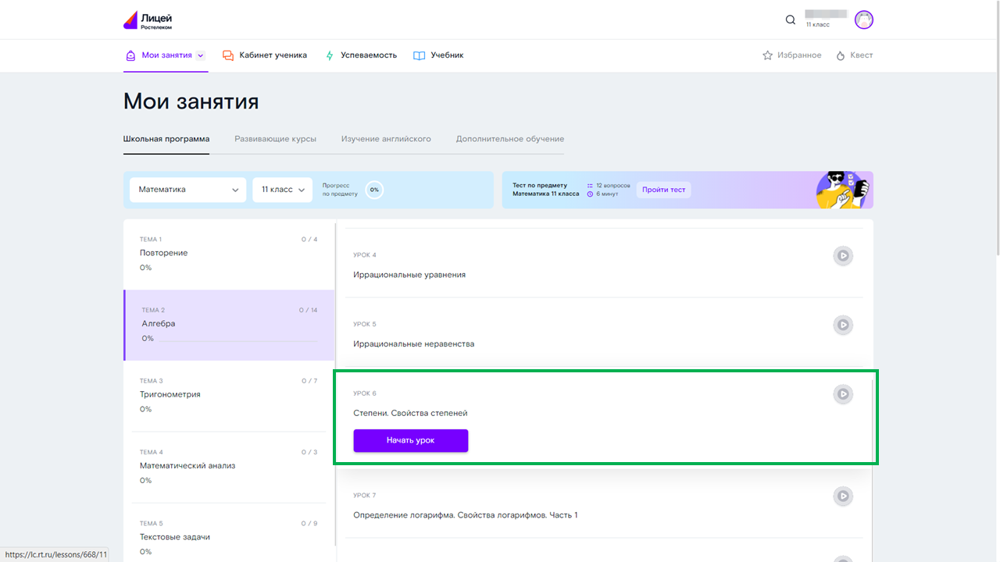 Лицей
Ростелеком
11 класс
Мои занятия
Кабинет ученика
Успеваемость
Учебник
Избранное
Квест
Мои занятия
Школьная программа
Развивающие курсы
Изучение английского
Дополнительное обучение
Математика
11 класс
Прогресс
по предмету
0%
Тест по предмету
Математика 11 класса
12 вопросов
6 минут
Пройти тест
ТЕМА 1
0 / 4
Повторение
0%
ТЕМА 2
0 / 14
Алгебра
0%
ТЕМА 3
0 / 7
Тригонометрия
0%
ТЕМА 4
0 / 3
Математический анализ
0%
ТЕМА 5
0 / 9
Текстовые задачи
0%
УРОК 4
Иррациональные уравнения
УРОК 5
Иррациональные неравенства
УРОК 6
Степени. Свойства степеней
Начать урок
УРОК 7
Определение логарифма. Свойства логарифмов. Часть 1
https://lc.rt.ru/lessons/668/11